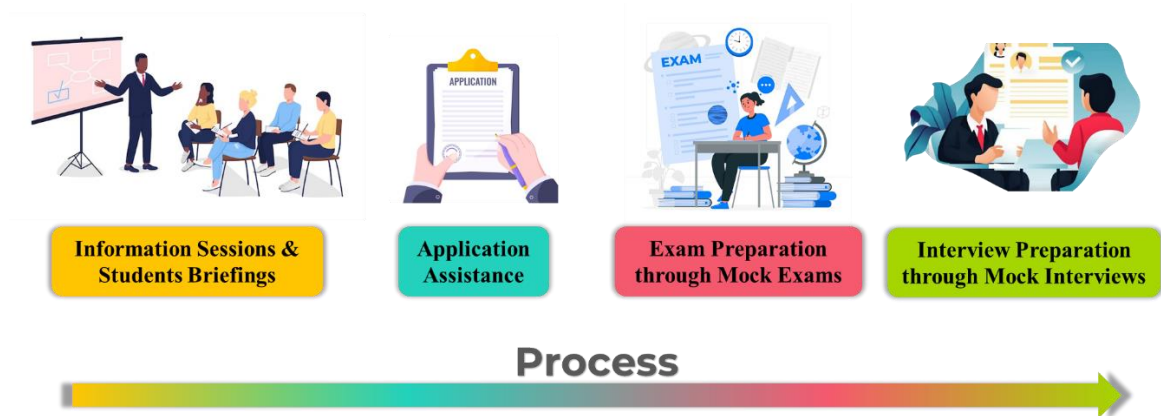 APPLICATION
EXAM
Information Sessions &
Students Briefings
Application
Assistance
Exam Preparation
through Mock Exams
Interview Preparation
through Mock Interviews
Process